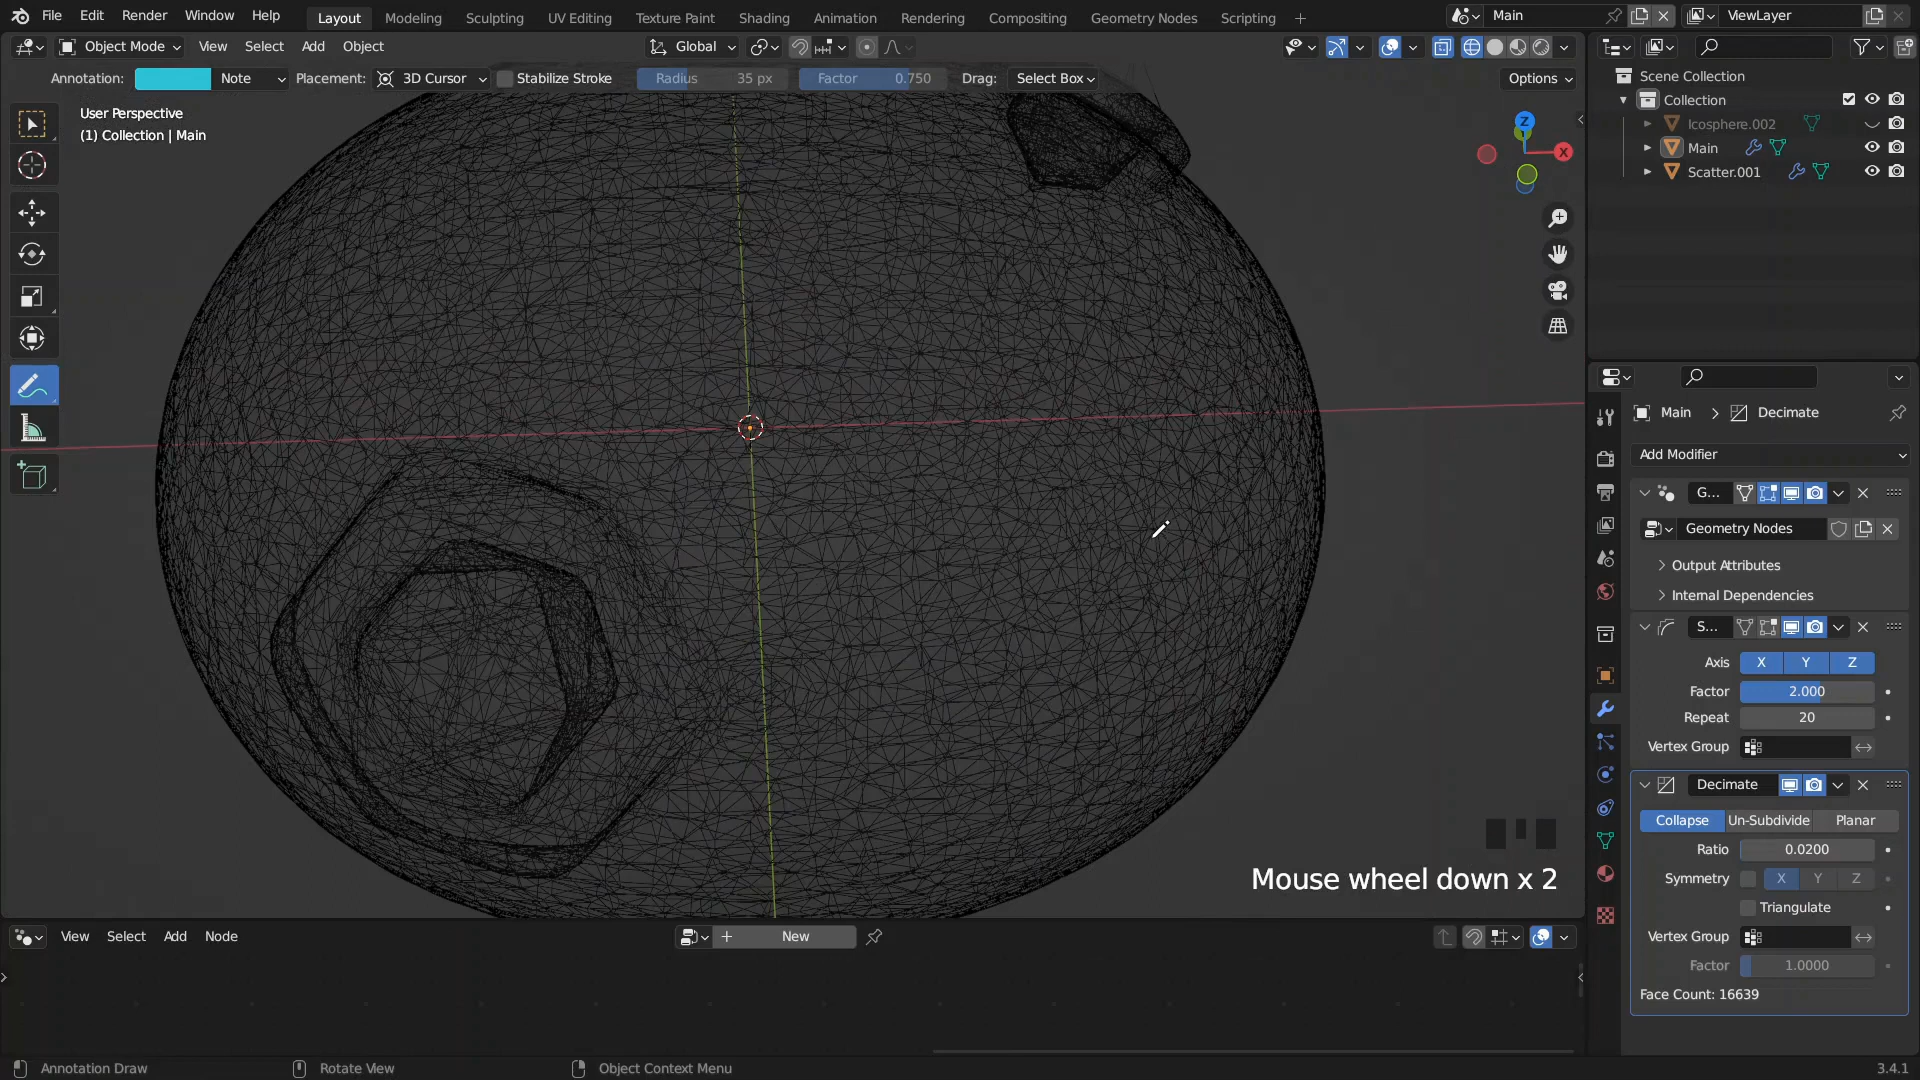 File Edit Render Window Help Layout Modeling Sculpting UV Editing Texture Paint Shading Animation Rendering Compositing Geometry Nodes Scripting Main ViewLayer
Object Mode View Select Add Object Global
Annotation: Note Placement: 3D Cursor Stabilize Stroke Radius 35 px Factor 0.750 Drag: Select Box Options
User Perspective
(1) Collection | Main
Z
X
Scene Collection
Collection
Icosphere.002
Main
Scatter.001
Main > Decimate
Add Modifier
G...
Geometry Nodes
Output Attributes
Internal Dependencies
S...
Axis X Y Z
Factor 2.000
Repeat 20
Vertex Group
Decimate
Collapse Un-Subdivide Planar
Ratio 0.0200
Symmetry X Y Z
Triangulate
Vertex Group
Factor 1.0000
Face Count: 16639
Mouse wheel down x 2
View Select Add Node New
Annotation Draw Rotate View Object Context Menu 3.4.1